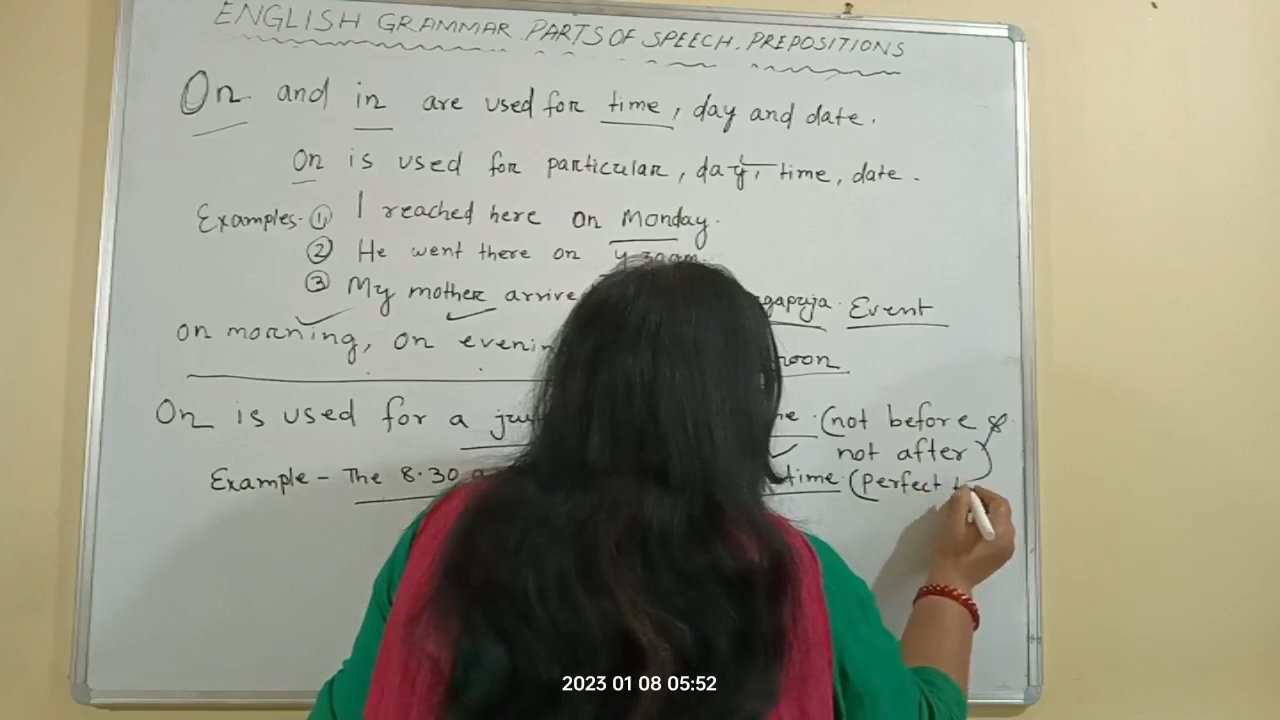 ENGLISH GRAMMAR PARTS OF SPEECH. PREPOSITIONS
On and in are used for time, day and date.
On is used for particular, day, time, date.
Examples- ① I reached here on Monday.
② He went there on
③ My mother arrive Event
on morning, on evenin noon
On is used for a (not before &
not after)
Example - The 8.30 time (perfect
2023 01 08 05:52